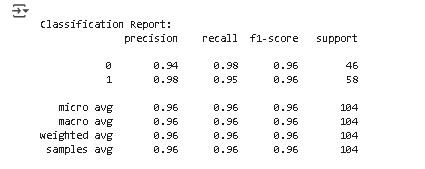 Classification Report:
precision recall f1-score support
0 0.94 0.98 0.96 46
1 0.98 0.95 0.96 58
micro avg 0.96 0.96 0.96 104
macro avg 0.96 0.96 0.96 104
weighted avg 0.96 0.96 0.96 104
samples avg 0.96 0.96 0.96 104